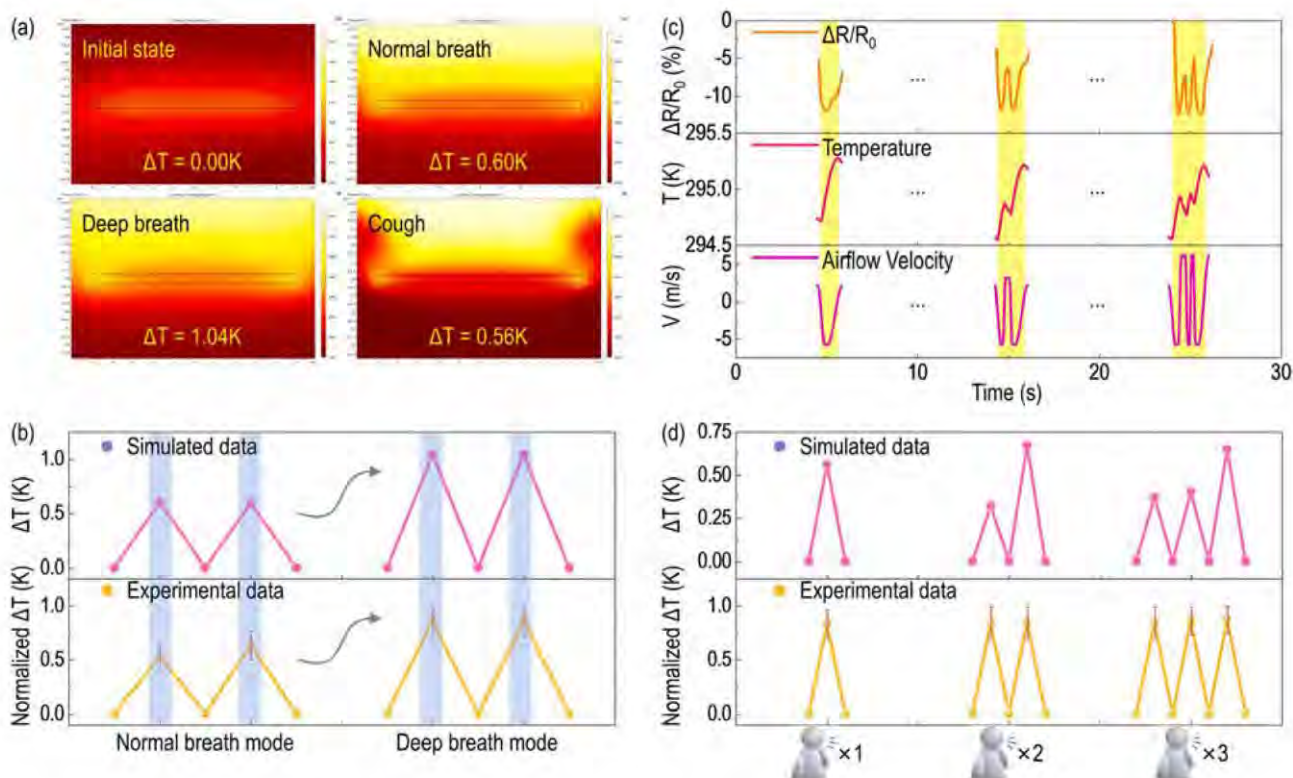 (a)
Initial state
ΔT = 0.00K
Normal breath
ΔT = 0.60K
Deep breath
ΔT = 1.04K
Cough
ΔT = 0.56K
(b)
Simulated data
ΔT (K)
1.0
0.5
0.0
Experimental data
Normalized ΔT (K)
1.0
0.5
0.0
Normal breath mode
Deep breath mode
(c)
ΔR/R0
ΔR/R0 (%)
0
-5
-10
...
...
Temperature
T (K)
295.5
295.0
294.5
...
...
Airflow Velocity
V (m/s)
5
0
-5
...
...
0
10
20
30
Time (s)
(d)
Simulated data
ΔT (K)
0.75
0.50
0.25
0.00
Experimental data
Normalized ΔT (K)
1.0
0.5
0.0
×1
×2
×3